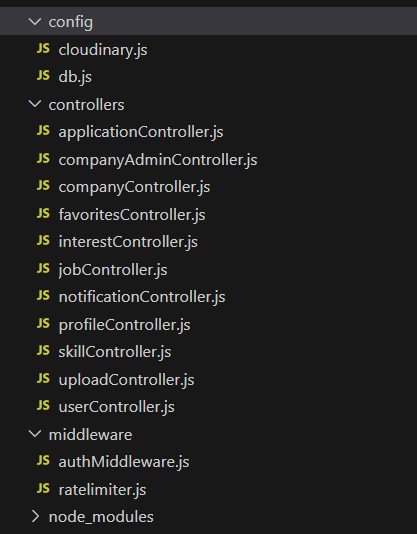 config
JS cloudinary.js
JS db.js
controllers
JS applicationController.js
JS companyAdminController.js
JS companyController.js
JS favoritesController.js
JS interestController.js
JS jobController.js
JS notificationController.js
JS profileController.js
JS skillController.js
JS uploadController.js
JS userController.js
middleware
JS authMiddleware.js
JS ratelimiter.js
node_modules